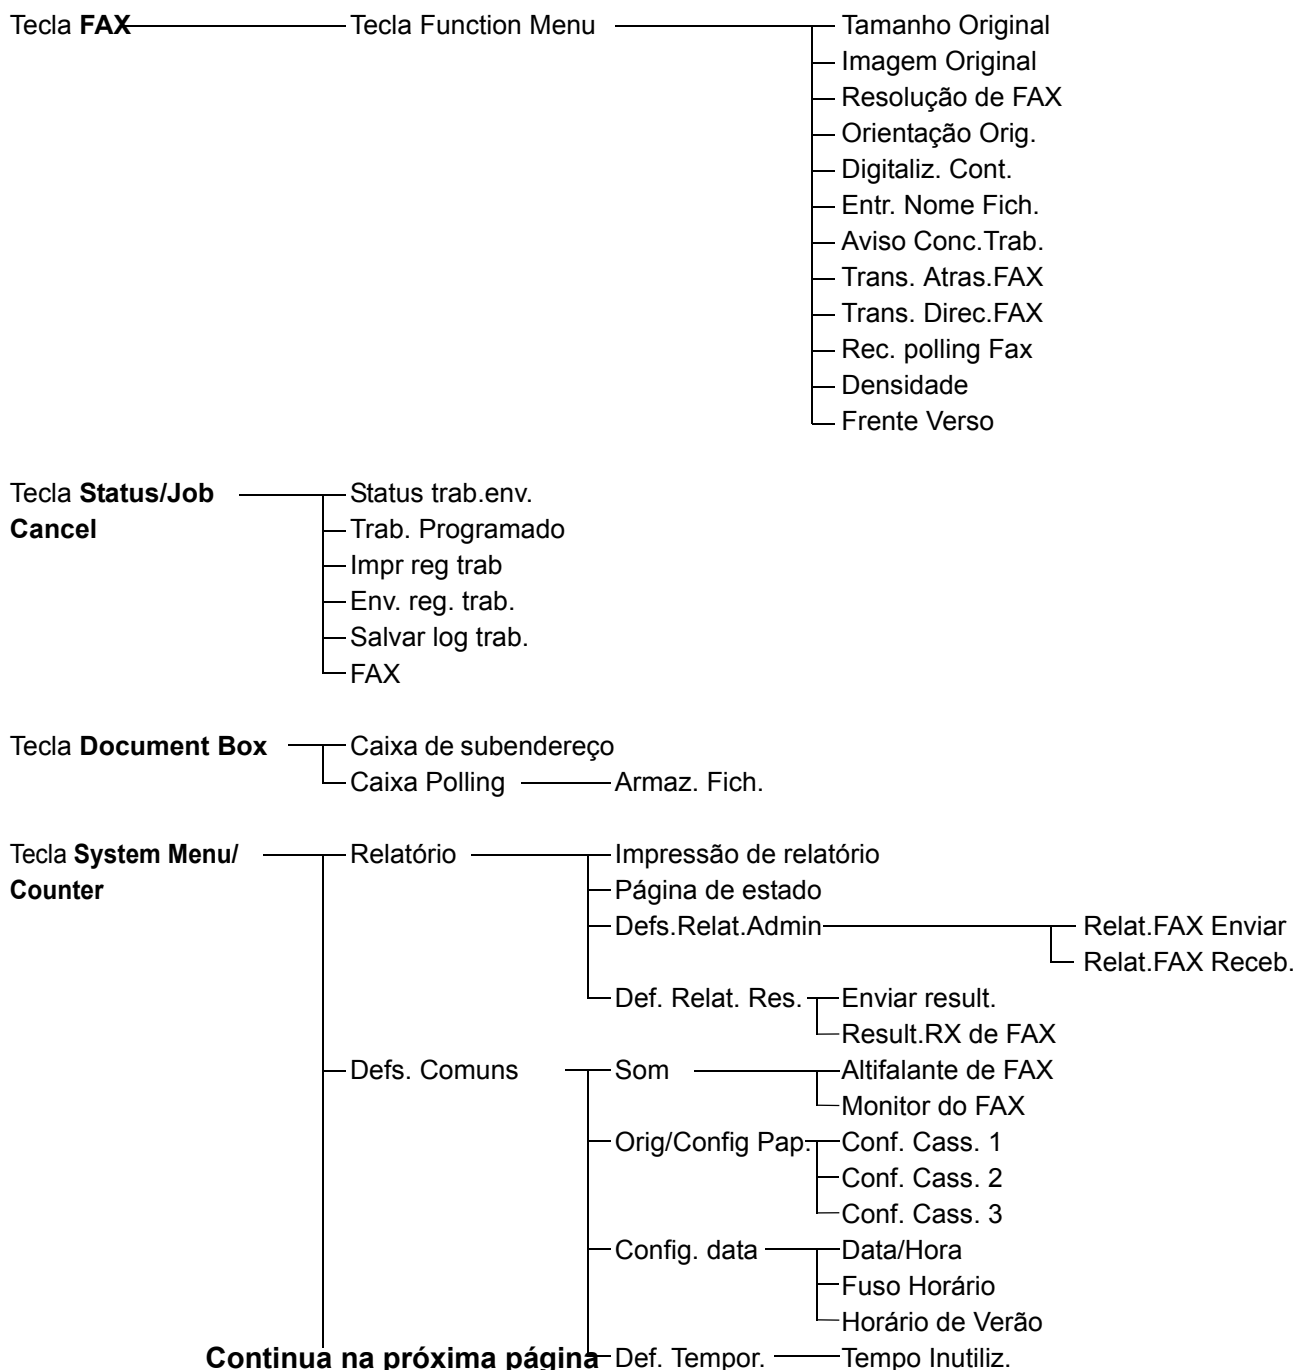 Tecla FAX Tecla Function Menu Tamanho Original
Imagem Original
Resolução de FAX
Orientação Orig.
Digitaliz. Cont.
Entr. Nome Fich.
Aviso Conc.Trab.
Trans. Atras.FAX
Trans. Direc.FAX
Rec. polling Fax
Densidade
Frente Verso
Tecla Status/Job Status trab.env.
Cancel Trab. Programado
Impr reg trab
Env. reg. trab.
Salvar log trab.
FAX
Tecla Document Box Caixa de subendereço
Caixa Polling Armaz. Fich.
Tecla System Menu/ Relatório Impressão de relatório
Counter Página de estado
Defs.Relat.Admin Relat.FAX Enviar
Relat.FAX Receb.
Def. Relat. Res. Enviar result.
Result.RX de FAX
Defs. Comuns Som Altifalante de FAX
Monitor do FAX
Orig/Config Pap. Conf. Cass. 1
Conf. Cass. 2
Conf. Cass. 3
Config. data Data/Hora
Fuso Horário
Horário de Verão
Continua na próxima página Def. Tempor. Tempo Inutiliz.